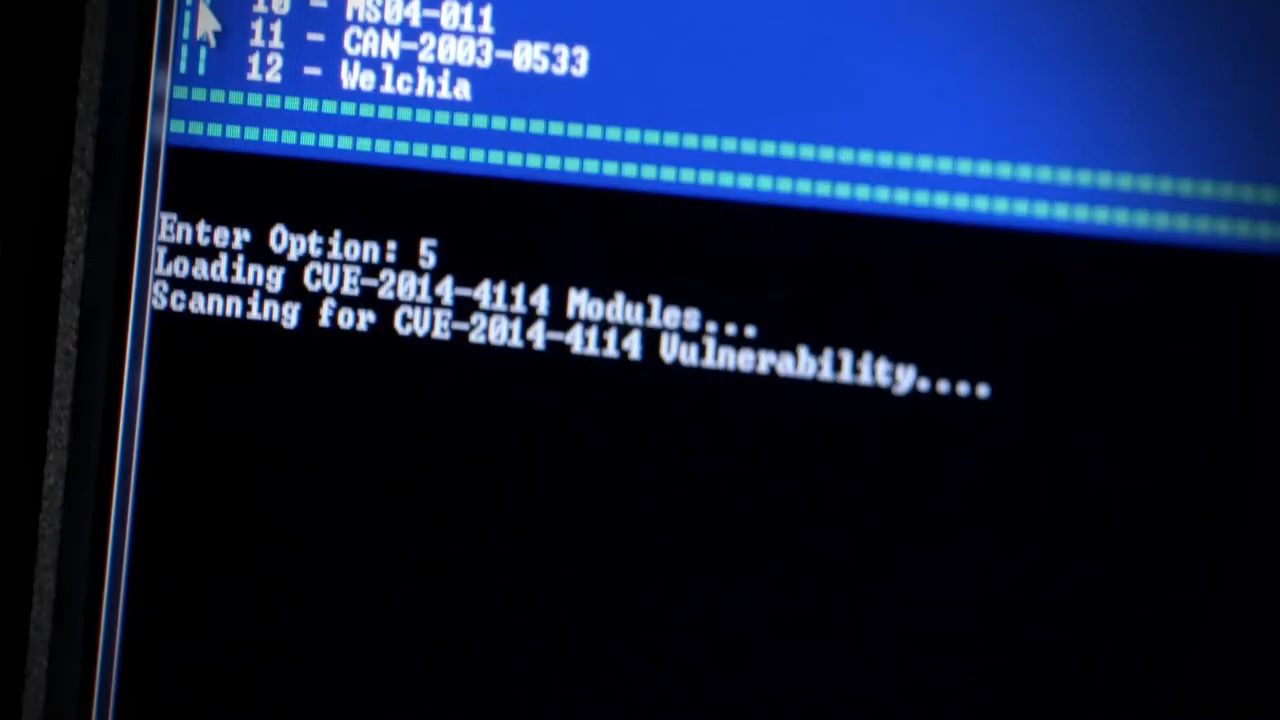 10 - MS04-011
11 - CAN-2003-0533
12 - Welchia
Enter Option: 5
Loading CVE-2014-4114 Modules...
Scanning for CVE-2014-4114 Vulnerability....